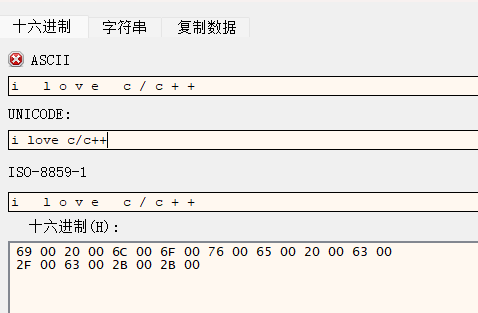 十六进制 字符串 复制数据
ASCII
i   l o v e   c / c + +
UNICODE:
i love c/c++
ISO-8859-1
i   l o v e   c / c + +
十六进制(H):
69 00 20 00 6C 00 6F 00 76 00 65 00 20 00 63 00
2F 00 63 00 2B 00 2B 00